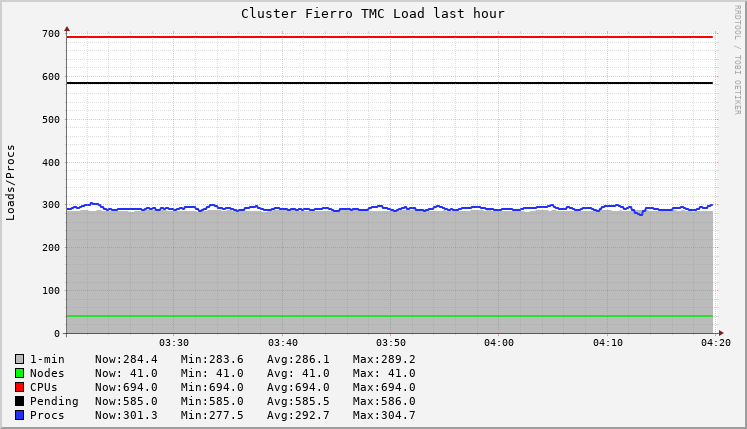 Cluster Fierro TMC Load last hour
RRDTOOL / TOBI OETIKER
Loads/Procs
700
600
500
400
300
200
100
0
03:30 03:40 03:50 04:00 04:10 04:20
1-min Now:284.4 Min:283.6 Avg:286.1 Max:289.2
Nodes Now: 41.0 Min: 41.0 Avg: 41.0 Max: 41.0
CPUs Now:694.0 Min:694.0 Avg:694.0 Max:694.0
Pending Now:585.0 Min:585.0 Avg:585.5 Max:586.0
Procs Now:301.3 Min:277.5 Avg:292.7 Max:304.7